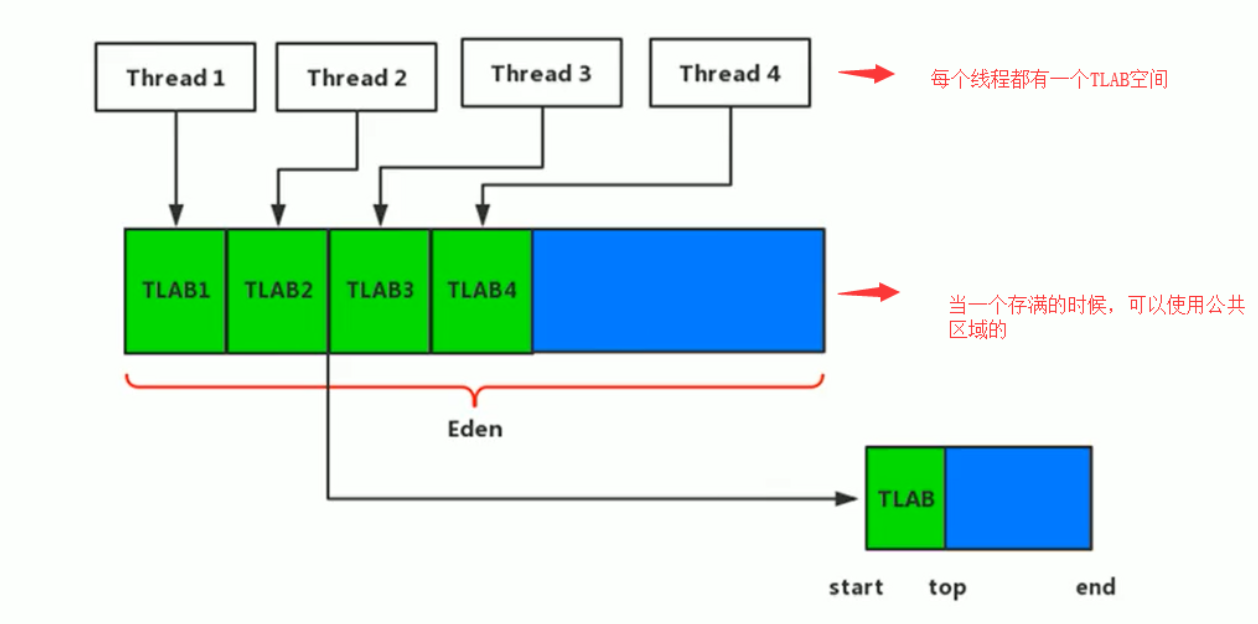 Thread 1
Thread 2
Thread 3
Thread 4
每个线程都有一个TLAB空间
TLAB1
TLAB2
TLAB3
TLAB4
当一个存满的时候，可以使用公共
区域的
Eden
TLAB
start
top
end